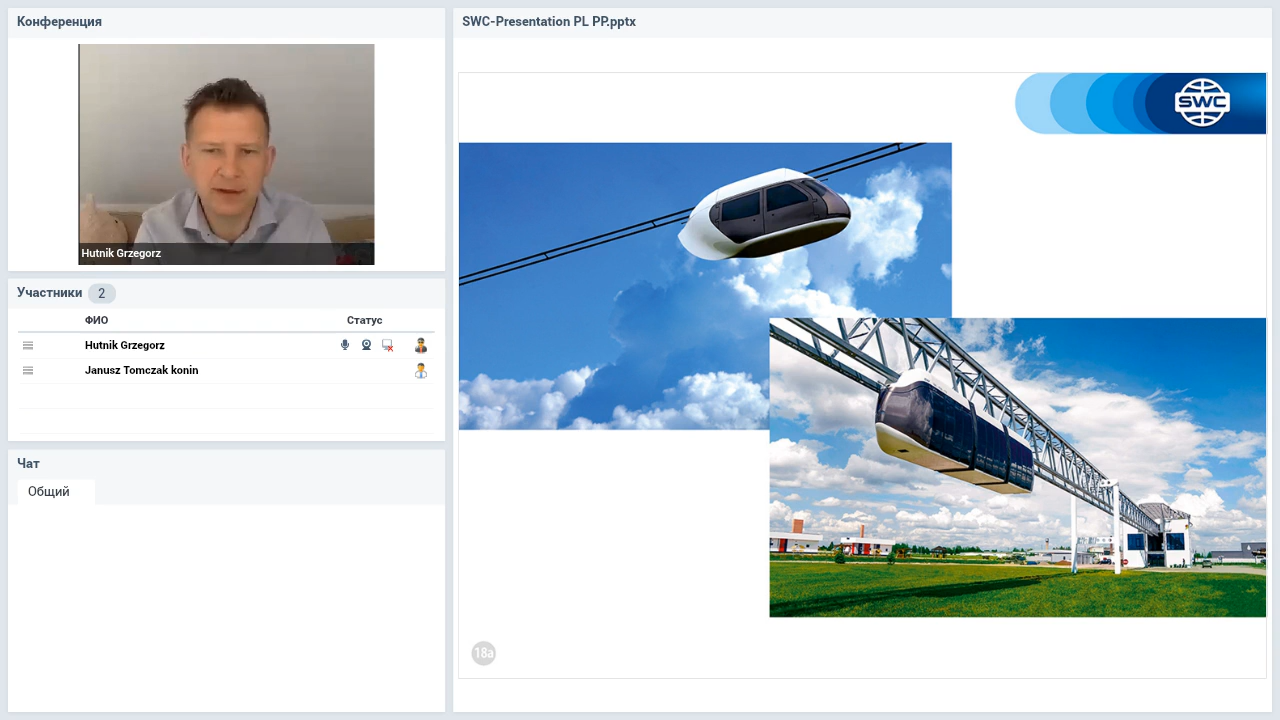 Конференция
Hutnik Grzegorz
Участники 2
ФИО Статус
Hutnik Grzegorz
Janusz Tomczak konin
Чат
Общий
SWC-Presentation PL PP.pptx
SWC
18a